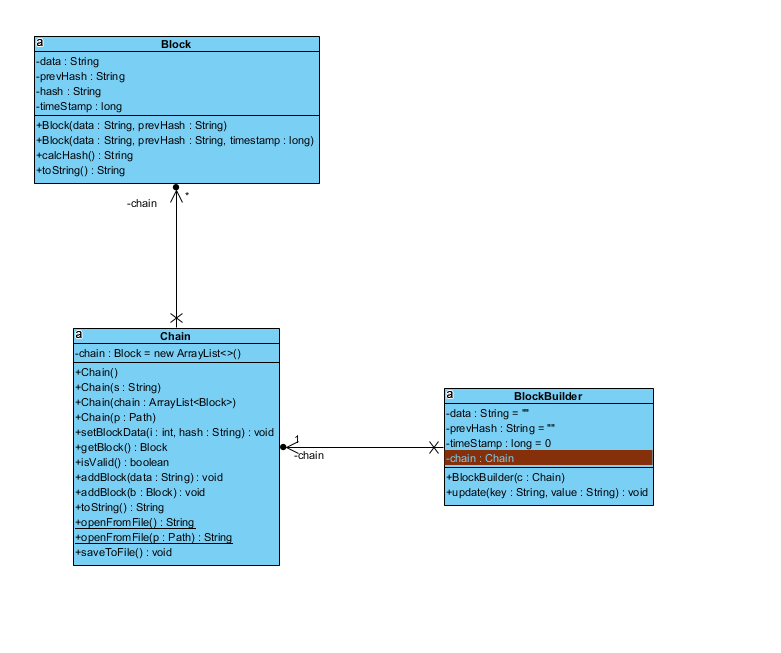 a
Block
-data : String
-prevHash : String
-hash : String
-timeStamp : long
+Block(data : String, prevHash : String)
+Block(data : String, prevHash : String, timestamp : long)
+calcHash() : String
+toString() : String
*
-chain
a
Chain
-chain : Block = new ArrayList<>()
+Chain()
+Chain(s : String)
+Chain(chain : ArrayList<Block>)
+Chain(p : Path)
+setBlockData(i : int, hash : String) : void
+getBlock() : Block
+isValid() : boolean
+addBlock(data : String) : void
+addBlock(b : Block) : void
+toString() : String
+openFromFile() : String
+openFromFile(p : Path) : String
+saveToFile() : void
1
-chain
a
BlockBuilder
-data : String = ""
-prevHash : String = ""
-timeStamp : long = 0
-chain : Chain
+BlockBuilder(c : Chain)
+update(key : String, value : String) : void